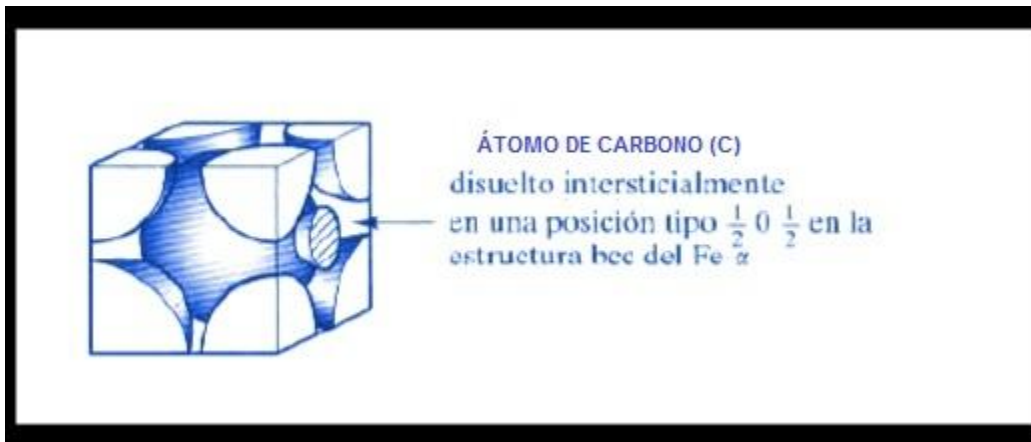 ÁTOMO DE CARBONO (C)
disuelto intersticialmente
en una posición tipo 1/2 0 1/2 en la
estructura bcc del Fe α